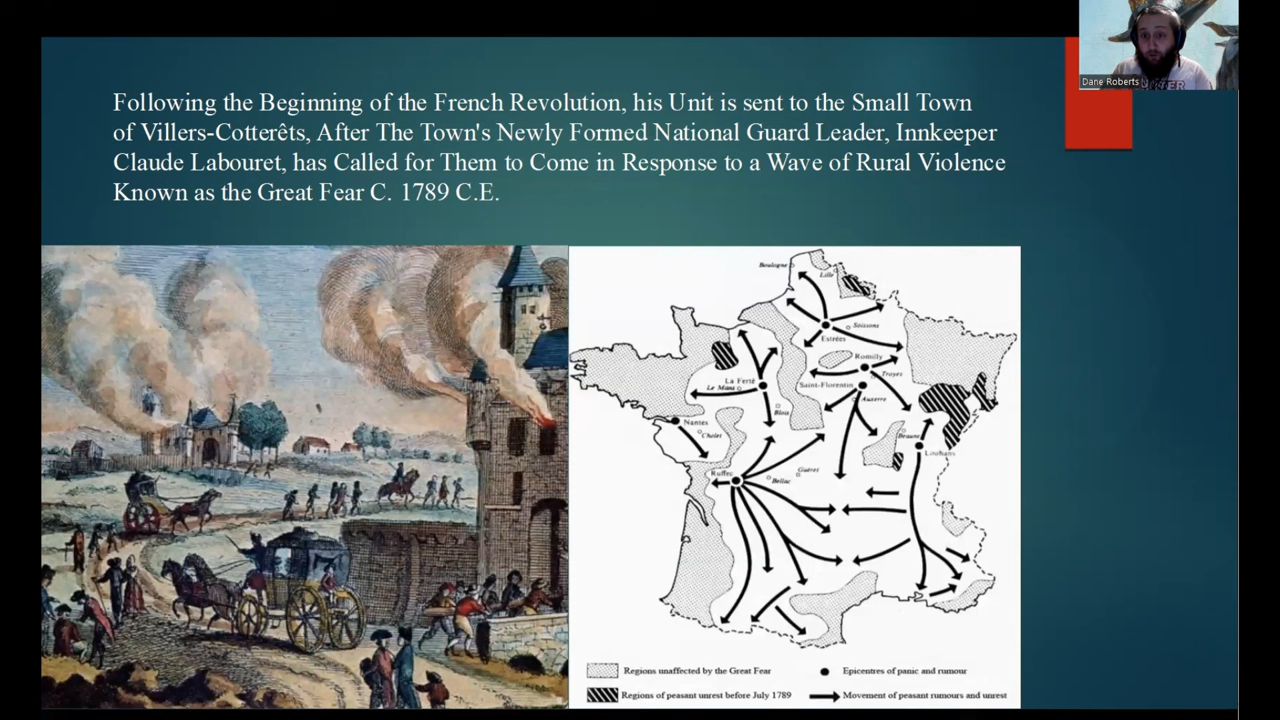 Dane Roberts
Following the Beginning of the French Revolution, his Unit is sent to the Small Town
of Villers-Cotterêts, After The Town's Newly Formed National Guard Leader, Innkeeper
Claude Labouret, has Called for Them to Come in Response to a Wave of Rural Violence
Known as the Great Fear C. 1789 C.E.
Boulogne
Lille
Soissons
Estrées
Romilly
La Ferté
Le Mans
Saint-Florentin
Troyes
Auxerre
Blois
Nantes
Cholet
Beaune
Louhans
Ruffec
Guéret
Bellac
Regions unaffected by the Great Fear
Epicentres of panic and rumour
Regions of peasant unrest before July 1789
Movement of peasant rumours and unrest